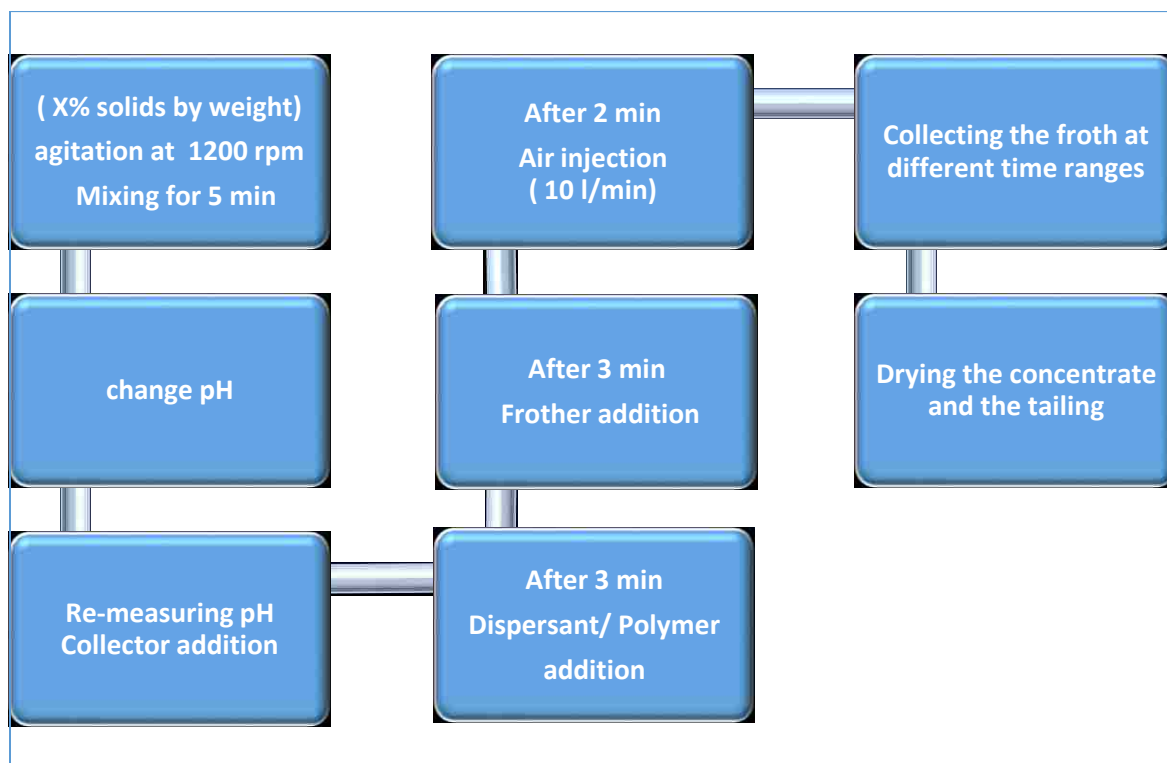 ( X% solids by weight)
agitation at 1200 rpm
Mixing for 5 min
change pH
Re-measuring pH
Collector addition
After 3 min
Dispersant/ Polymer
addition
After 3 min
Frother addition
After 2 min
Air injection
( 10 l/min)
Collecting the froth at
different time ranges
Drying the concentrate
and the tailing